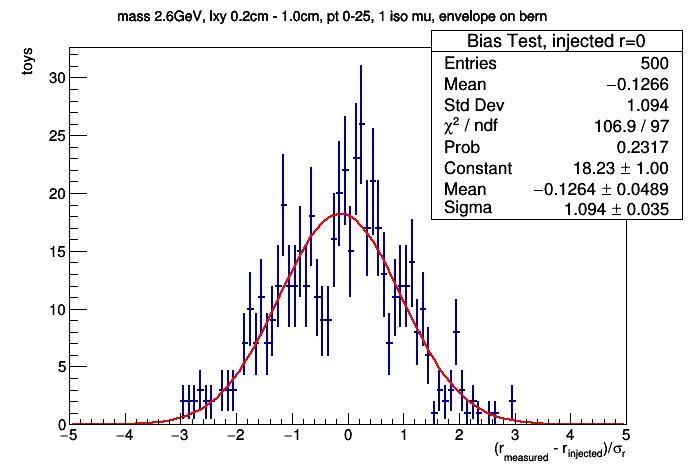 mass 2.6GeV, lxy 0.2cm - 1.0cm, pt 0-25, 1 iso mu, envelope on bern
Bias Test, injected r=0
Entries 500
Mean −0.1266
Std Dev 1.094
χ² / ndf 106.9 / 97
Prob 0.2317
Constant 18.23 ± 1.00
Mean −0.1264 ± 0.0489
Sigma 1.094 ± 0.035
toys
30
25
20
15
10
5
0
−5 −4 −3 −2 −1 0 1 2 3 4 5
(r_measured - r_injected)/σ_r